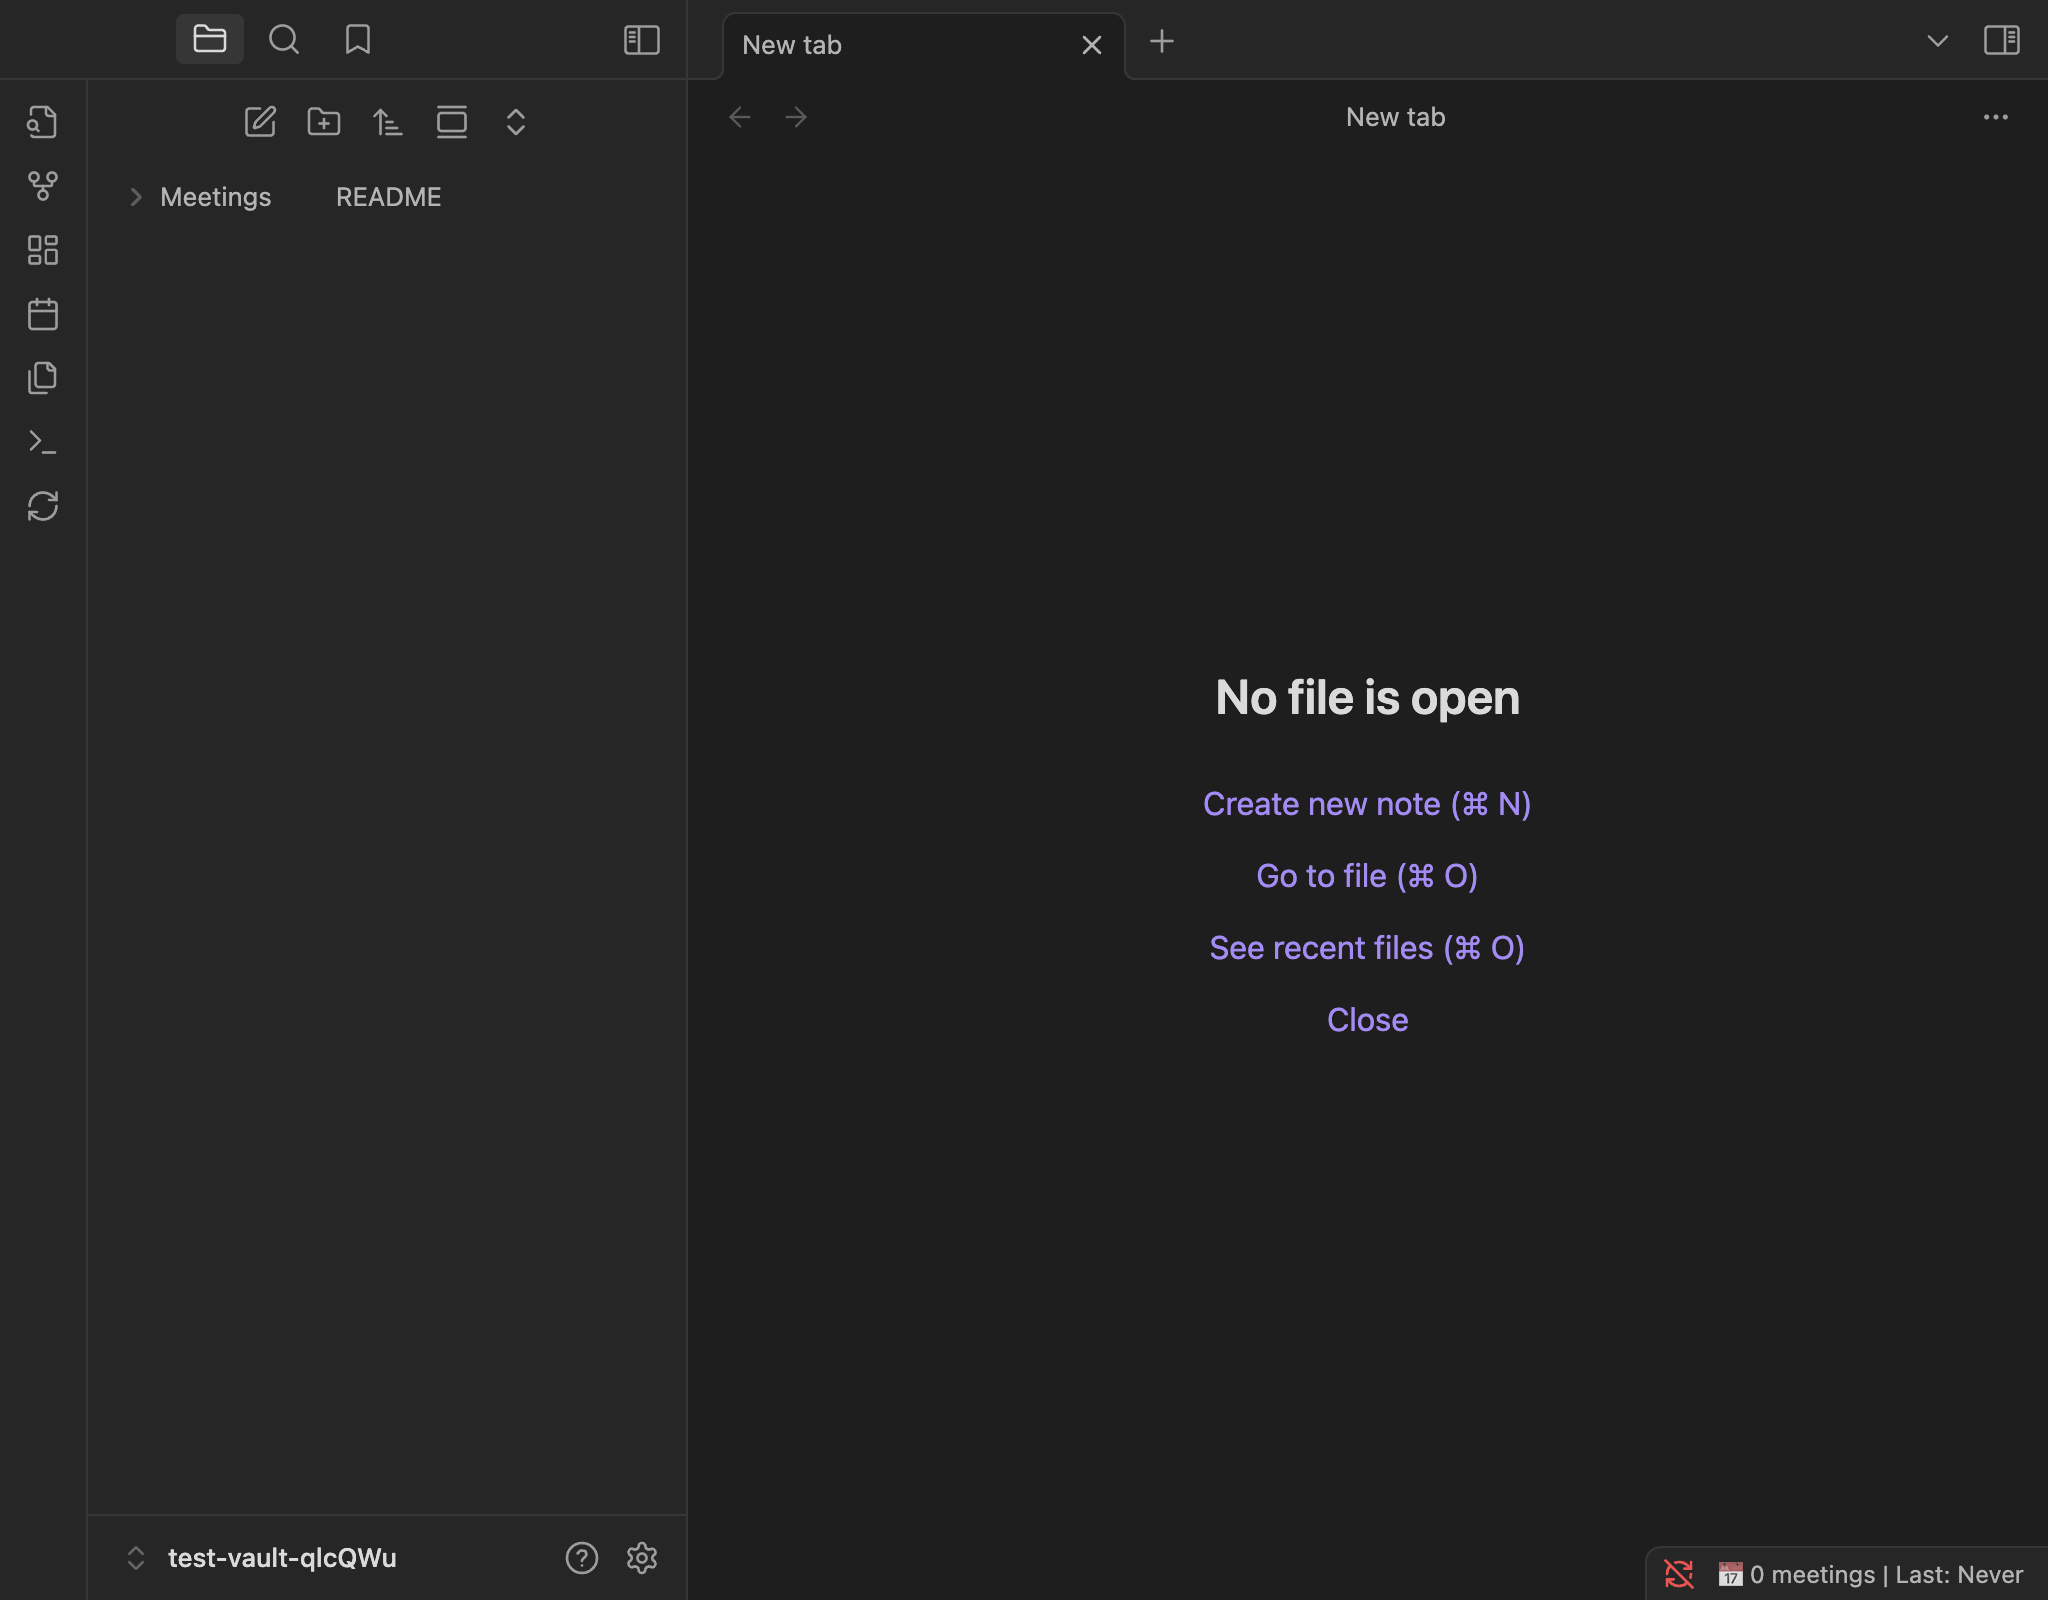 New tab
New tab
Meetings
README
No file is open
Create new note (⌘ N)
Go to file (⌘ O)
See recent files (⌘ O)
Close
test-vault-qlcQWu
17 0 meetings | Last: Never